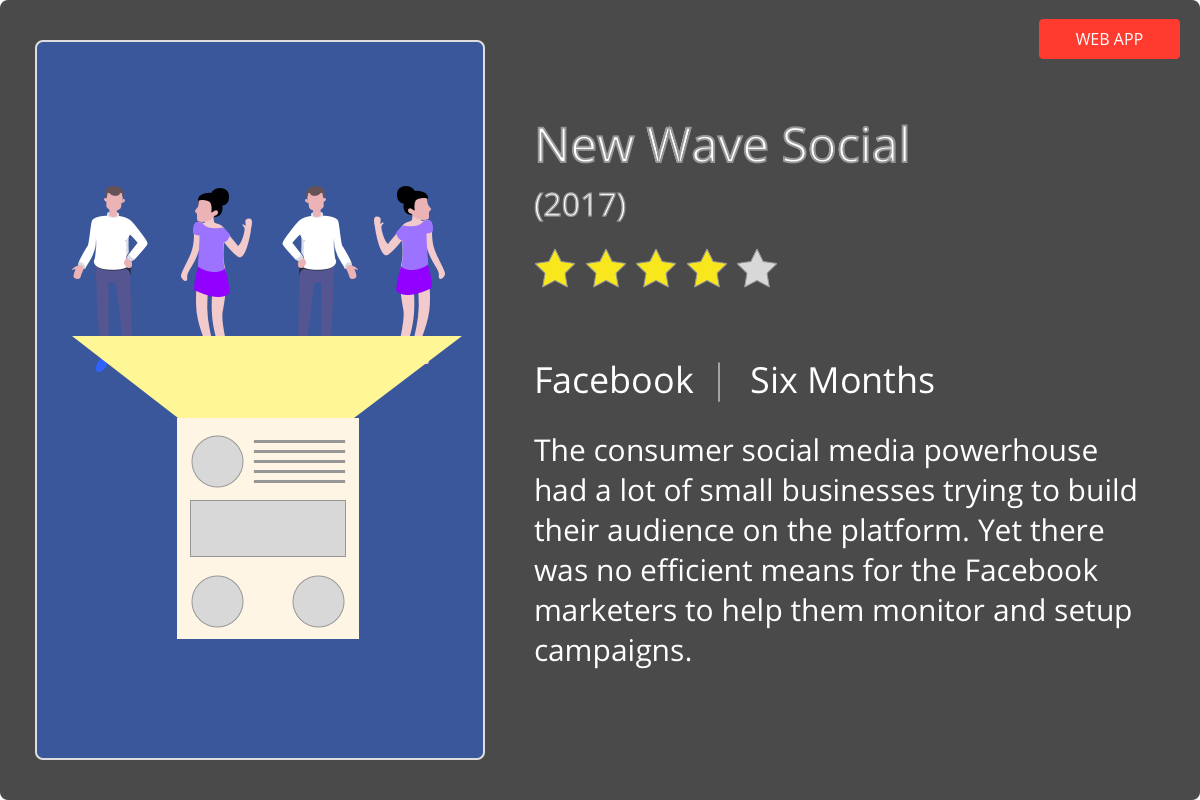 WEB APP
New Wave Social
(2017)
Facebook
Six Months
The consumer social media powerhouse
had a lot of small businesses trying to build
their audience on the platform. Yet there
was no efficient means for the Facebook
marketers to help them monitor and setup
campaigns.